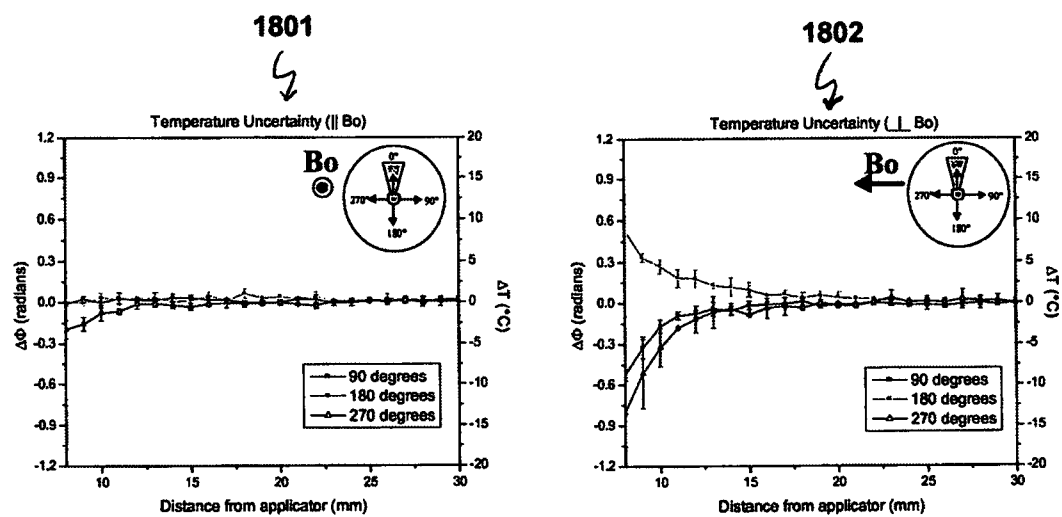 1801
Temperature Uncertainty (|| Bo)
1.2
0.9
0.6
0.3
0.0
-0.3
-0.6
-0.9
-1.2
ΔΦ (radians)
20
15
10
5
0
-5
-10
-15
-20
ΔT (°C)
Bo
0°
270°
90°
180°
90 degrees
180 degrees
270 degrees
10 15 20 25 30
Distance from applicator (mm)
1802
Temperature Uncertainty (_|_ Bo)
1.2
0.9
0.6
0.3
0.0
-0.3
-0.6
-0.9
-1.2
ΔΦ (radians)
20
15
10
5
0
-5
-10
-15
-20
ΔT (°C)
Bo
0°
270°
90°
180°
90 degrees
180 degrees
270 degrees
10 15 20 25 30
Distance from applicator (mm)